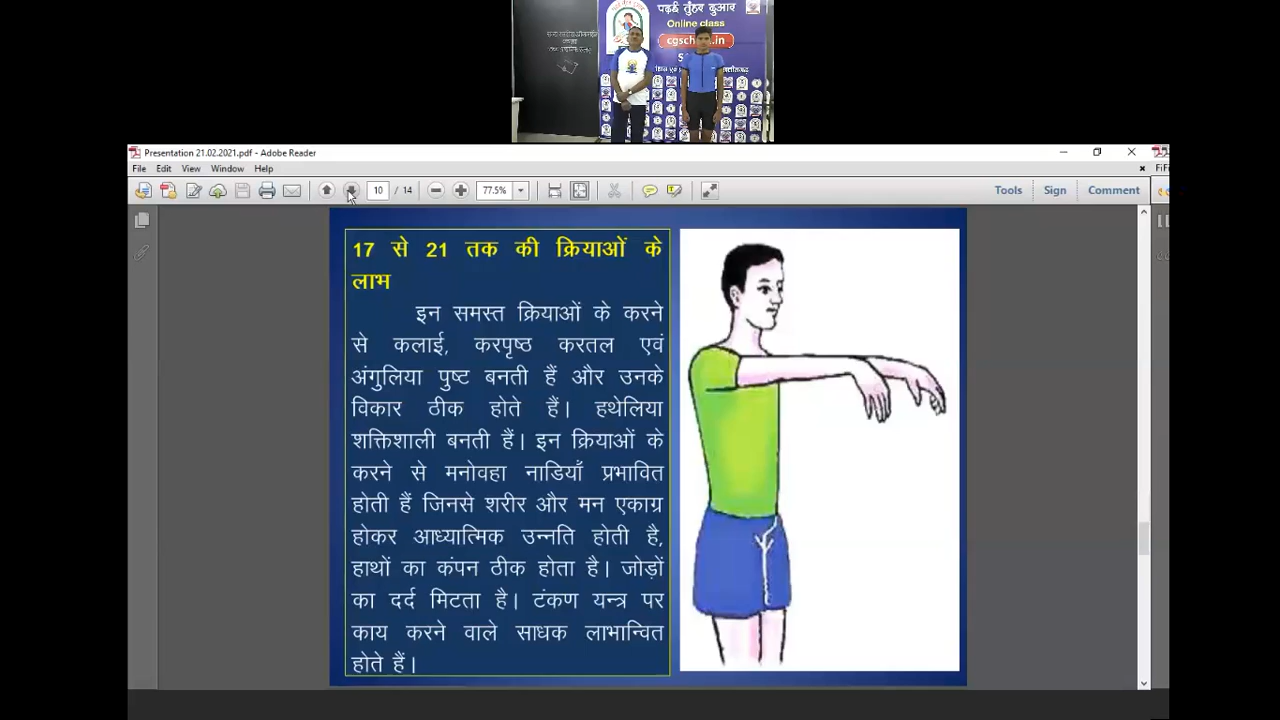 पढ़ई तुंहर दुआर
Online class
cgschool.in
Presentation 21.02.2021.pdf - Adobe Reader
File Edit View Window Help
10 / 14 77.5% Tools Sign Comment
17 से 21 तक की क्रियाओं के
लाभ
इन समस्त क्रियाओं के करने
से कलाई, करपृष्ठ करतल एवं
अंगुलिया पुष्ट बनती हैं और उनके
विकार ठीक होते हैं। हथेलिया
शक्तिशाली बनती हैं। इन क्रियाओं के
करने से मनोवहा नाडियाँ प्रभावित
होती हैं जिनसे शरीर और मन एकाग्र
होकर आध्यात्मिक उन्नति होती है,
हाथों का कंपन ठीक होता है। जोड़ों
का दर्द मिटता है। टंकण यन्त्र पर
काय करने वाले साधक लाभान्वित
होते हैं।